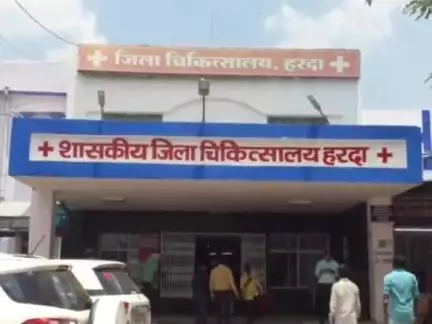 जिला चिकित्सालय, हरदा
शासकीय जिला चिकित्सालय हरदा